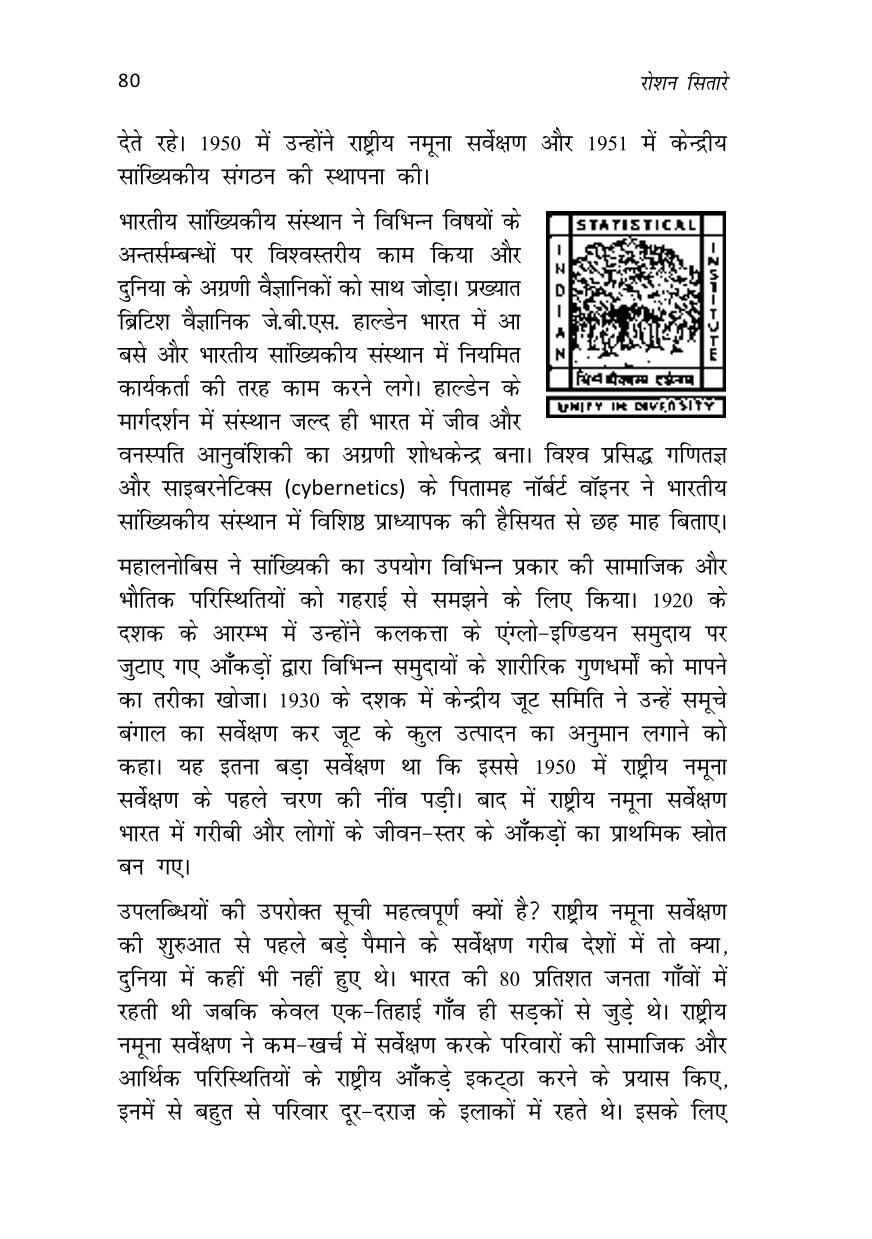 80 रोशन सितारे
देते रहे। 1950 में उन्होंने राष्ट्रीय नमूना सर्वेक्षण और 1951 में केन्द्रीय
सांख्यिकीय संगठन की स्थापना की।
भारतीय सांख्यिकीय संस्थान ने विभिन्न विषयों के
अन्तर्सम्बन्धों पर विश्वस्तरीय काम किया और
दुनिया के अग्रणी वैज्ञानिकों को साथ जोड़ा। प्रख्यात
ब्रिटिश वैज्ञानिक जे.बी.एस. हाल्डेन भारत में आ
बसे और भारतीय सांख्यिकीय संस्थान में नियमित
कार्यकर्ता की तरह काम करने लगे। हाल्डेन के
मार्गदर्शन में संस्थान जल्द ही भारत में जीव और
STATISTICAL
INDIAN
INSTITUTE
UNITY IN DIVERSITY
वनस्पति आनुवंशिकी का अग्रणी शोधकेन्द्र बना। विश्व प्रसिद्ध गणितज्ञ
और साइबरनेटिक्स (cybernetics) के पितामह नॉर्बर्ट वॉइनर ने भारतीय
सांख्यिकीय संस्थान में विशिष्ठ प्राध्यापक की हैसियत से छह माह बिताए।
महालनोबिस ने सांख्यिकी का उपयोग विभिन्न प्रकार की सामाजिक और
भौतिक परिस्थितियों को गहराई से समझने के लिए किया। 1920 के
दशक के आरम्भ में उन्होंने कलकत्ता के एंग्लो-इण्डियन समुदाय पर
जुटाए गए आँकड़ों द्वारा विभिन्न समुदायों के शारीरिक गुणधर्मों को मापने
का तरीका खोजा। 1930 के दशक में केन्द्रीय जूट समिति ने उन्हें समूचे
बंगाल का सर्वेक्षण कर जूट के कुल उत्पादन का अनुमान लगाने को
कहा। यह इतना बड़ा सर्वेक्षण था कि इससे 1950 में राष्ट्रीय नमूना
सर्वेक्षण के पहले चरण की नींव पड़ी। बाद में राष्ट्रीय नमूना सर्वेक्षण
भारत में गरीबी और लोगों के जीवन-स्तर के आँकड़ों का प्राथमिक स्रोत
बन गए।
उपलब्धियों की उपरोक्त सूची महत्वपूर्ण क्यों है? राष्ट्रीय नमूना सर्वेक्षण
की शुरुआत से पहले बड़े पैमाने के सर्वेक्षण गरीब देशों में तो क्या,
दुनिया में कहीं भी नहीं हुए थे। भारत की 80 प्रतिशत जनता गाँवों में
रहती थी जबकि केवल एक-तिहाई गाँव ही सड़कों से जुड़े थे। राष्ट्रीय
नमूना सर्वेक्षण ने कम-खर्च में सर्वेक्षण करके परिवारों की सामाजिक और
आर्थिक परिस्थितियों के राष्ट्रीय आँकड़े इकट्ठा करने के प्रयास किए,
इनमें से बहुत से परिवार दूर-दराज़ के इलाकों में रहते थे। इसके लिए